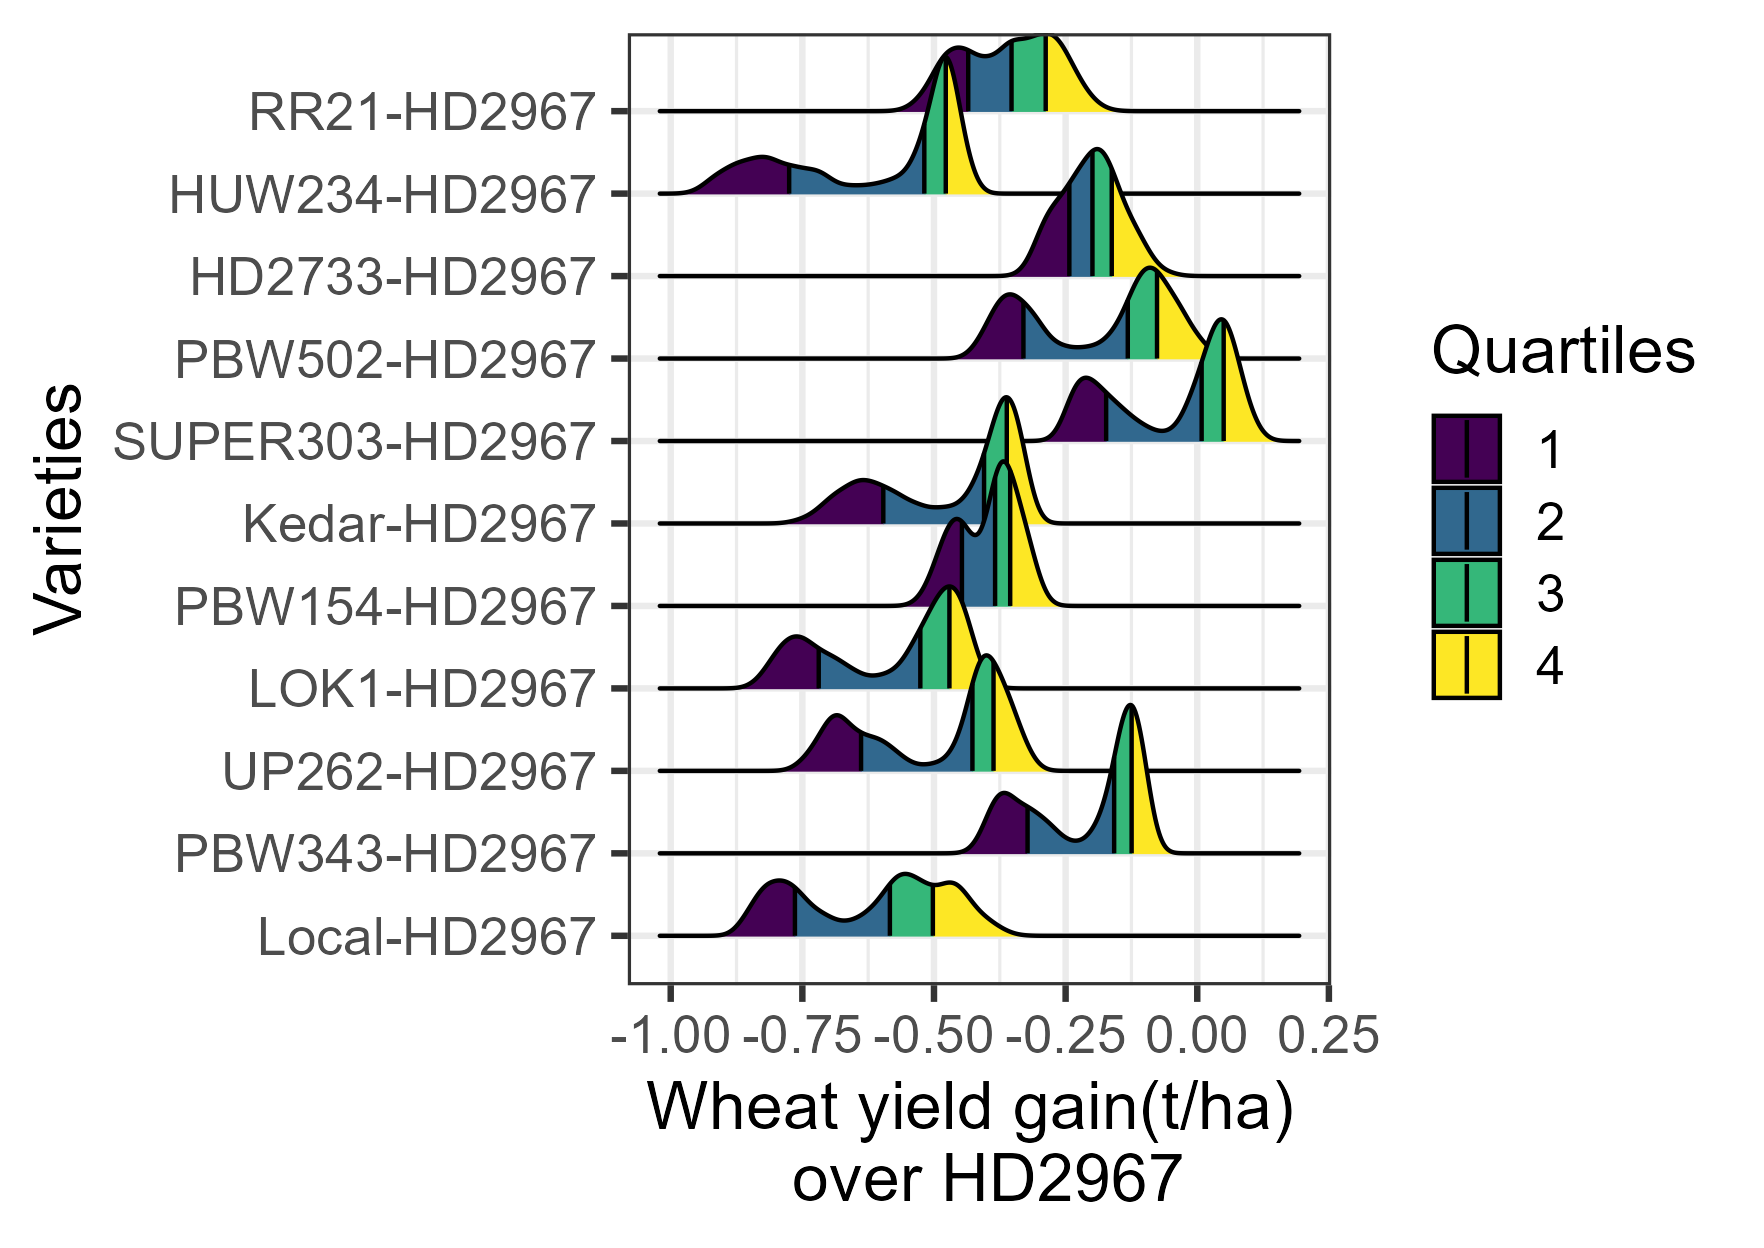 Varieties
RR21-HD2967
HUW234-HD2967
HD2733-HD2967
PBW502-HD2967
SUPER303-HD2967
Kedar-HD2967
PBW154-HD2967
LOK1-HD2967
UP262-HD2967
PBW343-HD2967
Local-HD2967
-1.00 -0.75 -0.50 -0.25 0.00 0.25
Wheat yield gain(t/ha)
over HD2967
Quartiles
1
2
3
4